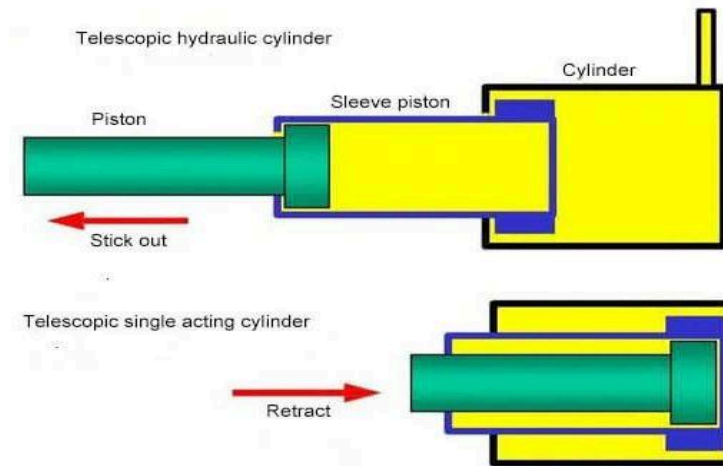 Telescopic hydraulic cylinder
Cylinder
Sleeve piston
Piston
Stick out
Telescopic single acting cylinder
Retract